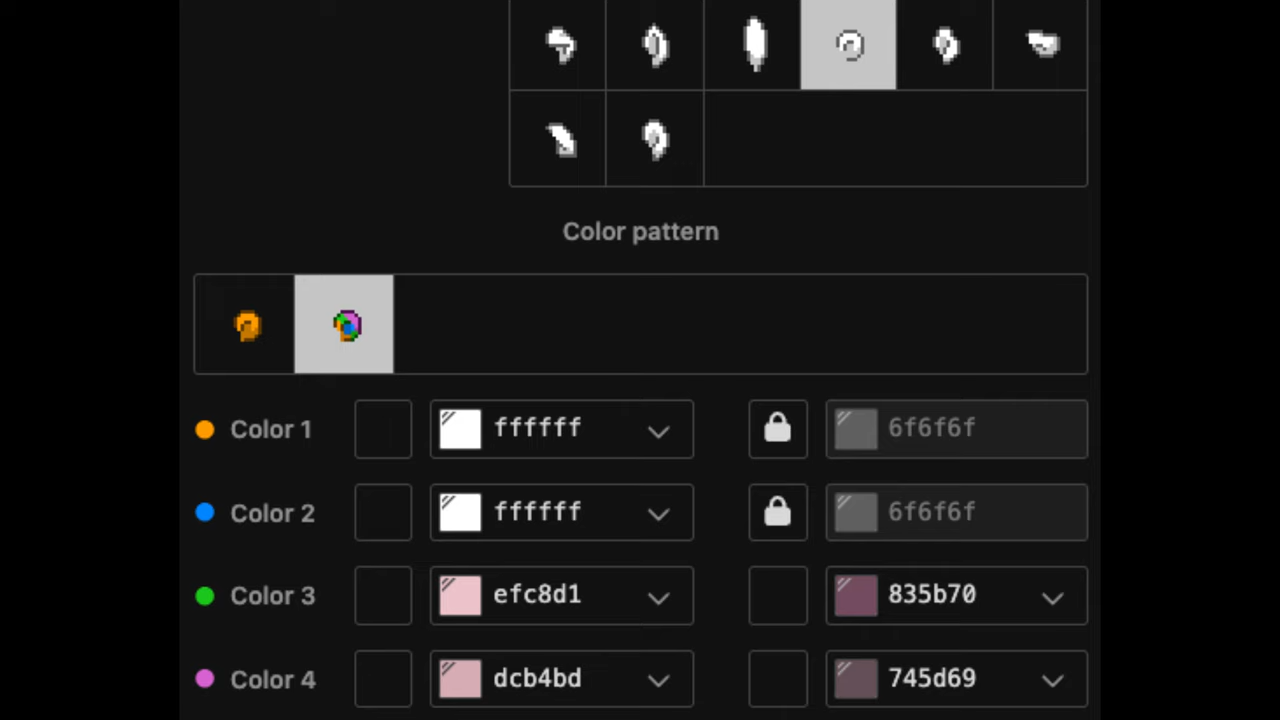 Color pattern
Color 1 ffffff 6f6f6f
Color 2 ffffff 6f6f6f
Color 3 efc8d1 835b70
Color 4 dcb4bd 745d69